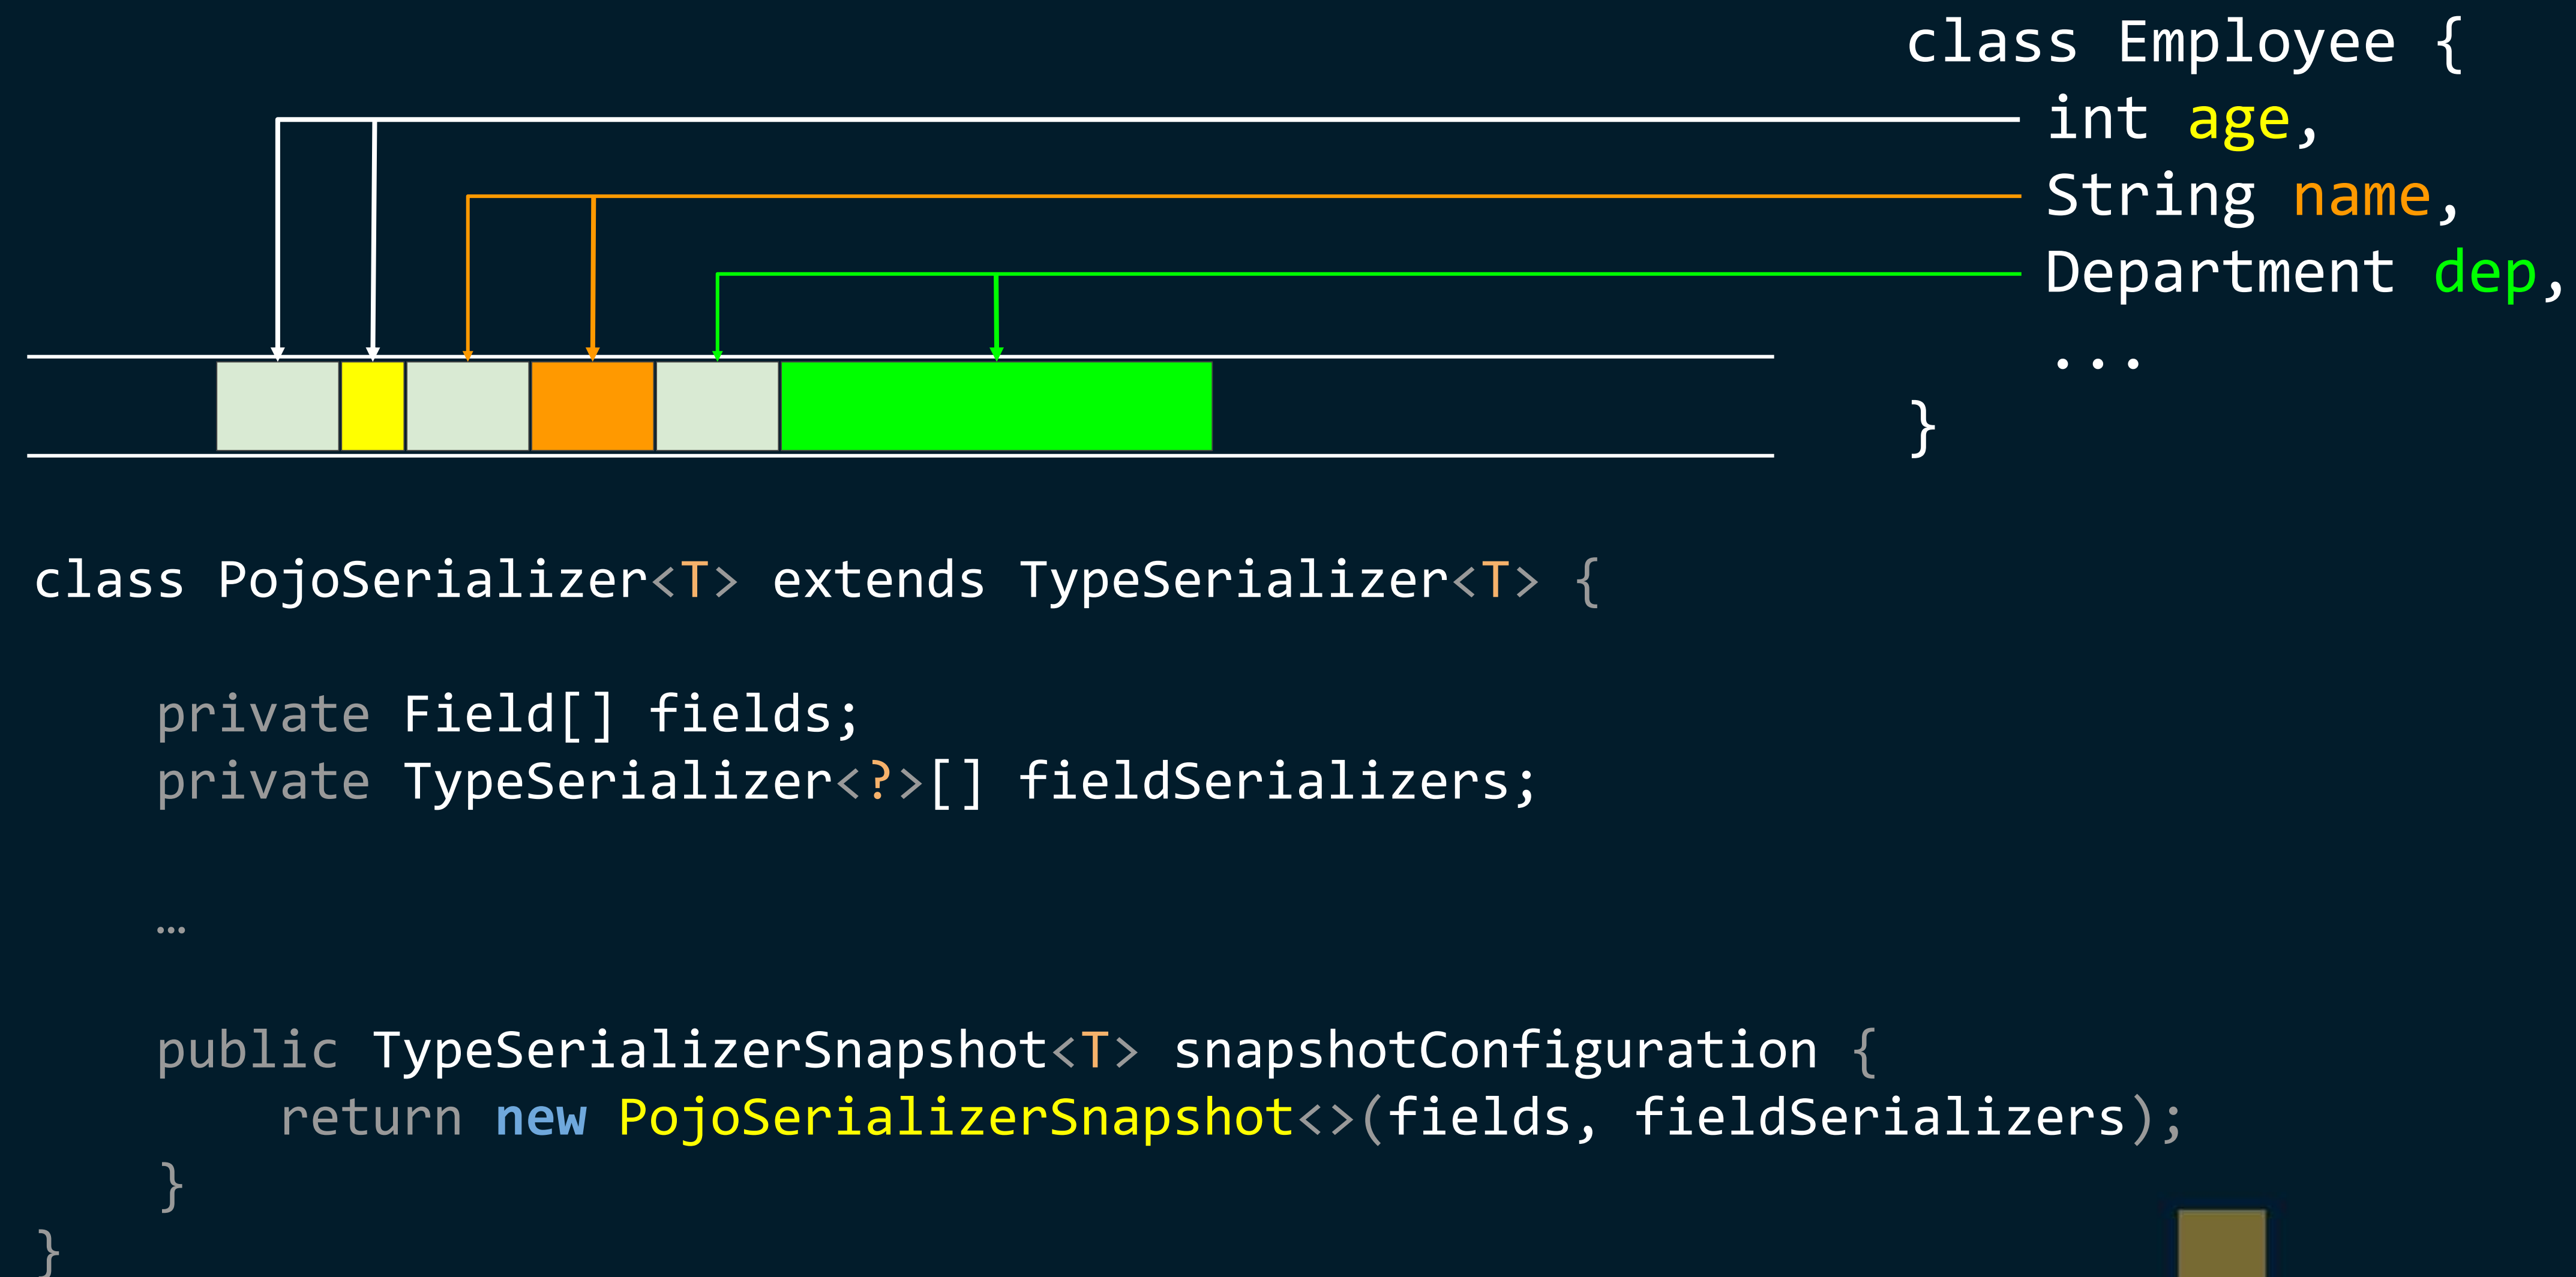 class Employee {
int age,
String name,
Department dep,
...
}
class PojoSerializer<T> extends TypeSerializer<T> {
private Field[] fields;
private TypeSerializer<?>[] fieldSerializers;
…
public TypeSerializerSnapshot<T> snapshotConfiguration {
return new PojoSerializerSnapshot<>(fields, fieldSerializers);
}
}